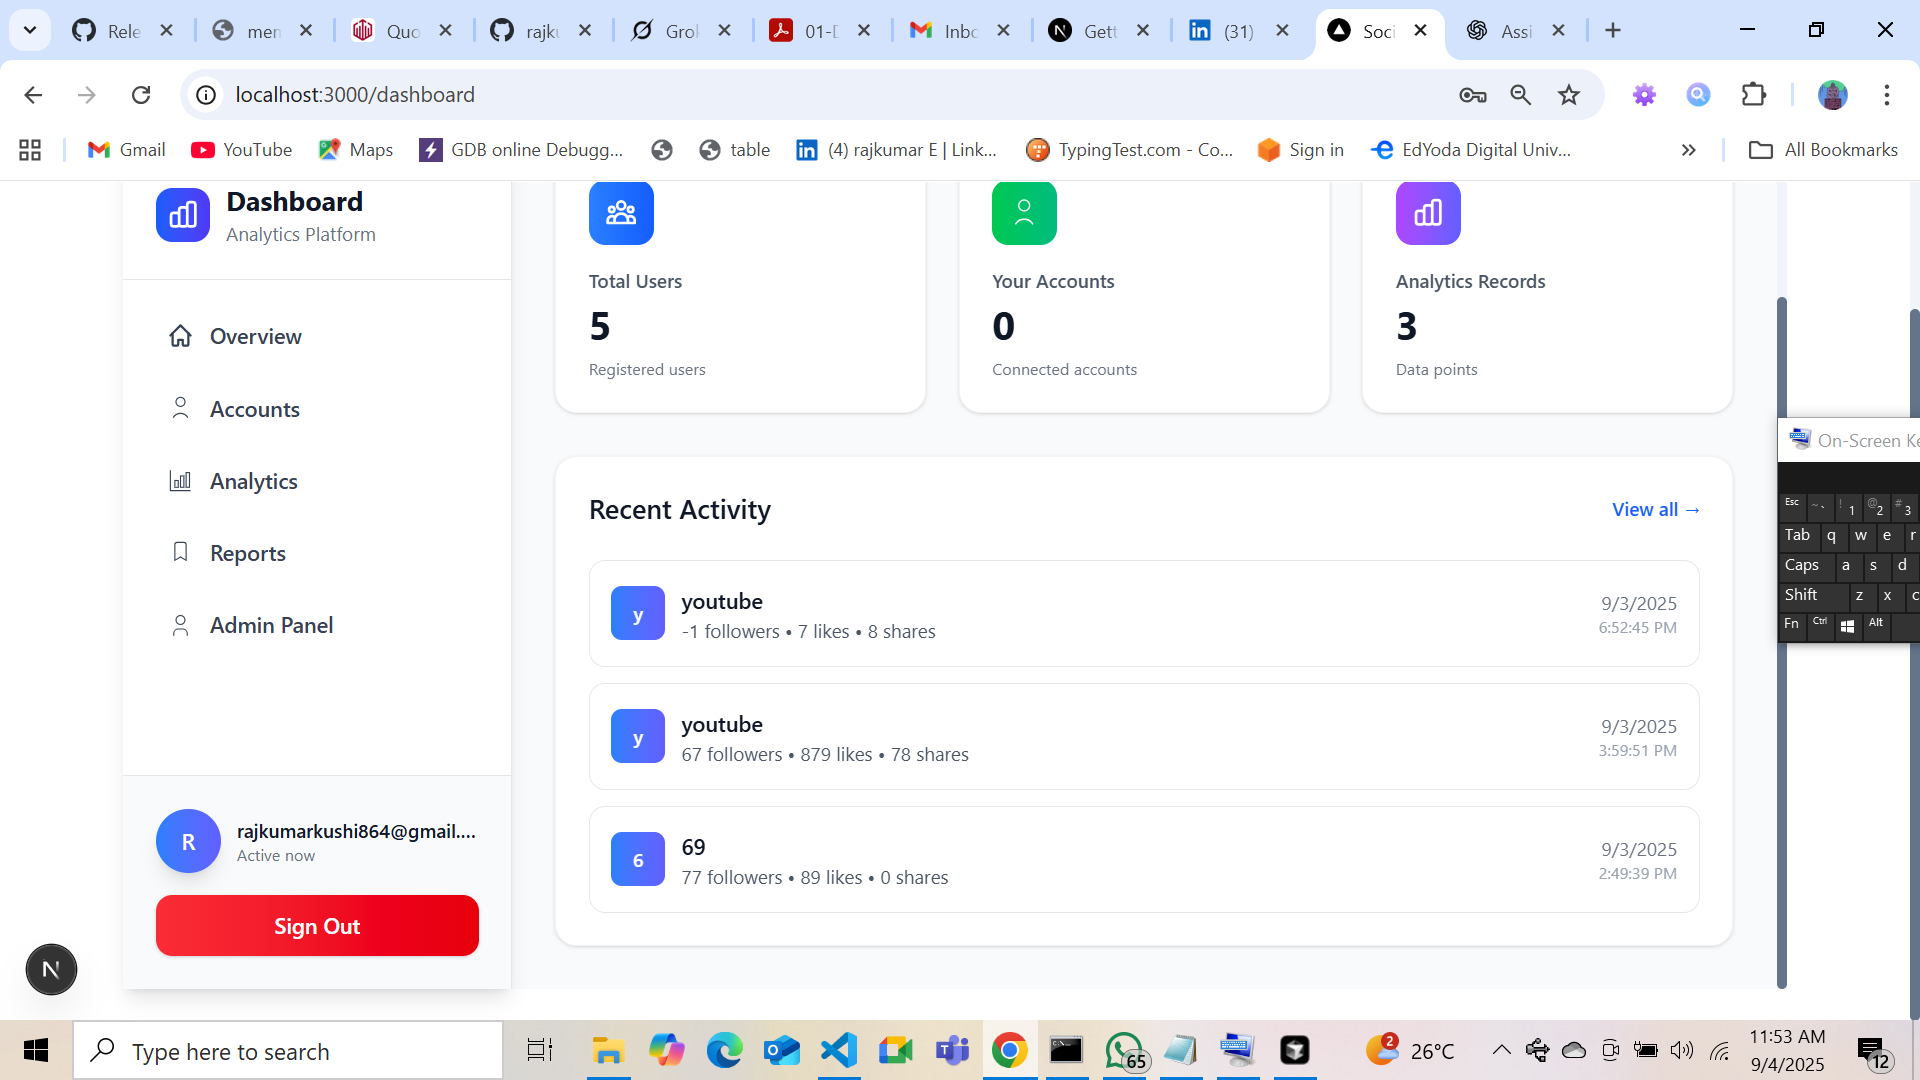 Rele
men
Quo
rajku
Grol
01-D
Inbo
Gett
(31)
Soci
Assi
localhost:3000/dashboard
Gmail
YouTube
Maps
GDB online Debugg...
table
(4) rajkumar E | Link...
TypingTest.com - Co...
Sign in
EdYoda Digital Univ...
All Bookmarks
Dashboard
Analytics Platform
Overview
Accounts
Analytics
Reports
Admin Panel
R
rajkumarkushi864@gmail....
Active now
Sign Out
N
Total Users
5
Registered users
Your Accounts
0
Connected accounts
Analytics Records
3
Data points
Recent Activity
View all →
y
youtube
-1 followers • 7 likes • 8 shares
9/3/2025
6:52:45 PM
y
youtube
67 followers • 879 likes • 78 shares
9/3/2025
3:59:51 PM
6
69
77 followers • 89 likes • 0 shares
9/3/2025
2:49:39 PM
On-Screen Ke
Esc ~ ` ! 1 @ 2 # 3
Tab q w e r
Caps a s d
Shift z x c
Fn Ctrl Alt
Type here to search
65
2
26°C
11:53 AM
9/4/2025
12